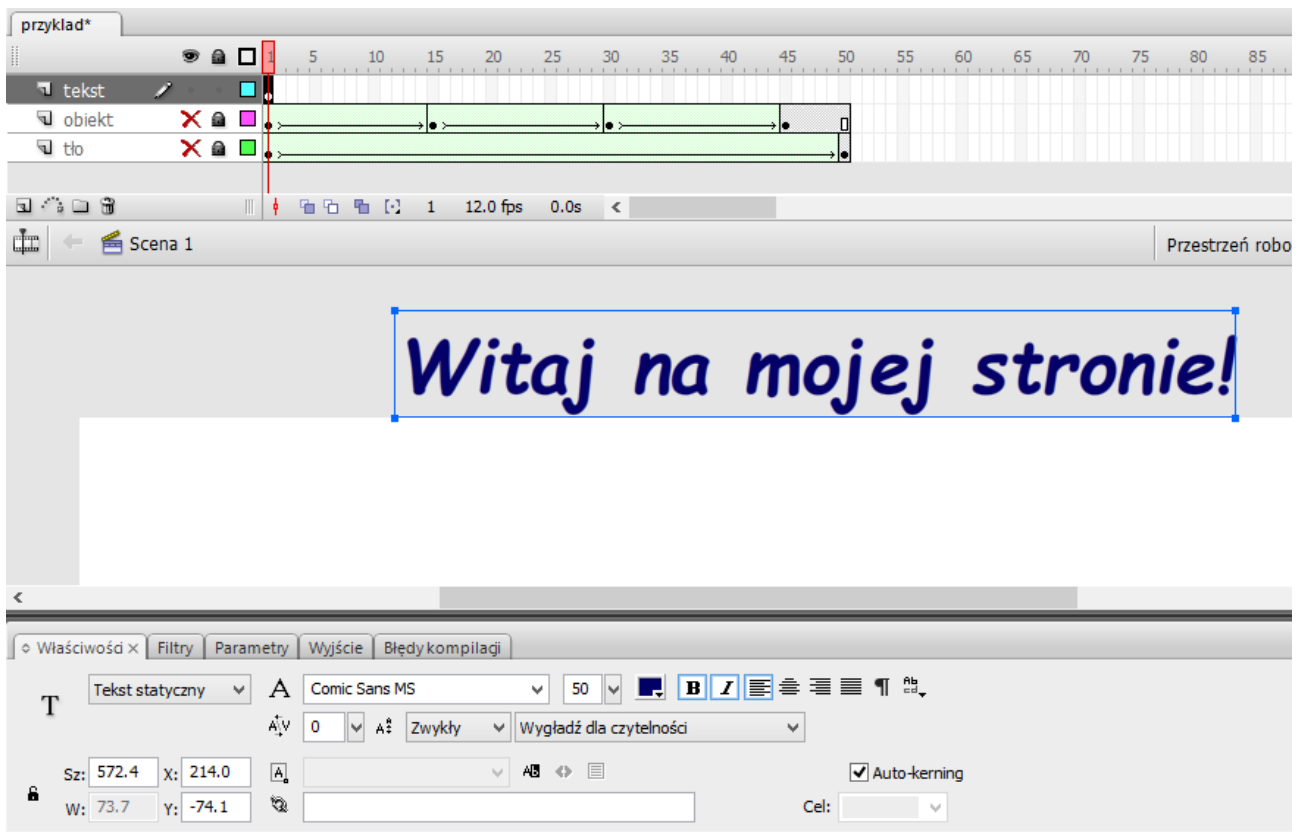 przyklad*
1 5 10 15 20 25 30 35 40 45 50 55 60 65 70 75 80 85
tekst
obiekt
tło
1 12.0 fps 0.0s
Scena 1 Przestrzeń robo
Witaj na mojej stronie!
Właściwości × Filtry Parametry Wyjście Błędy kompilacji
T Tekst statyczny A Comic Sans MS 50 B I
A|V 0 Zwykły Wygładź dla czytelności
Sz: 572.4 X: 214.0 Auto-kerning
W: 73.7 Y: -74.1 Cel: